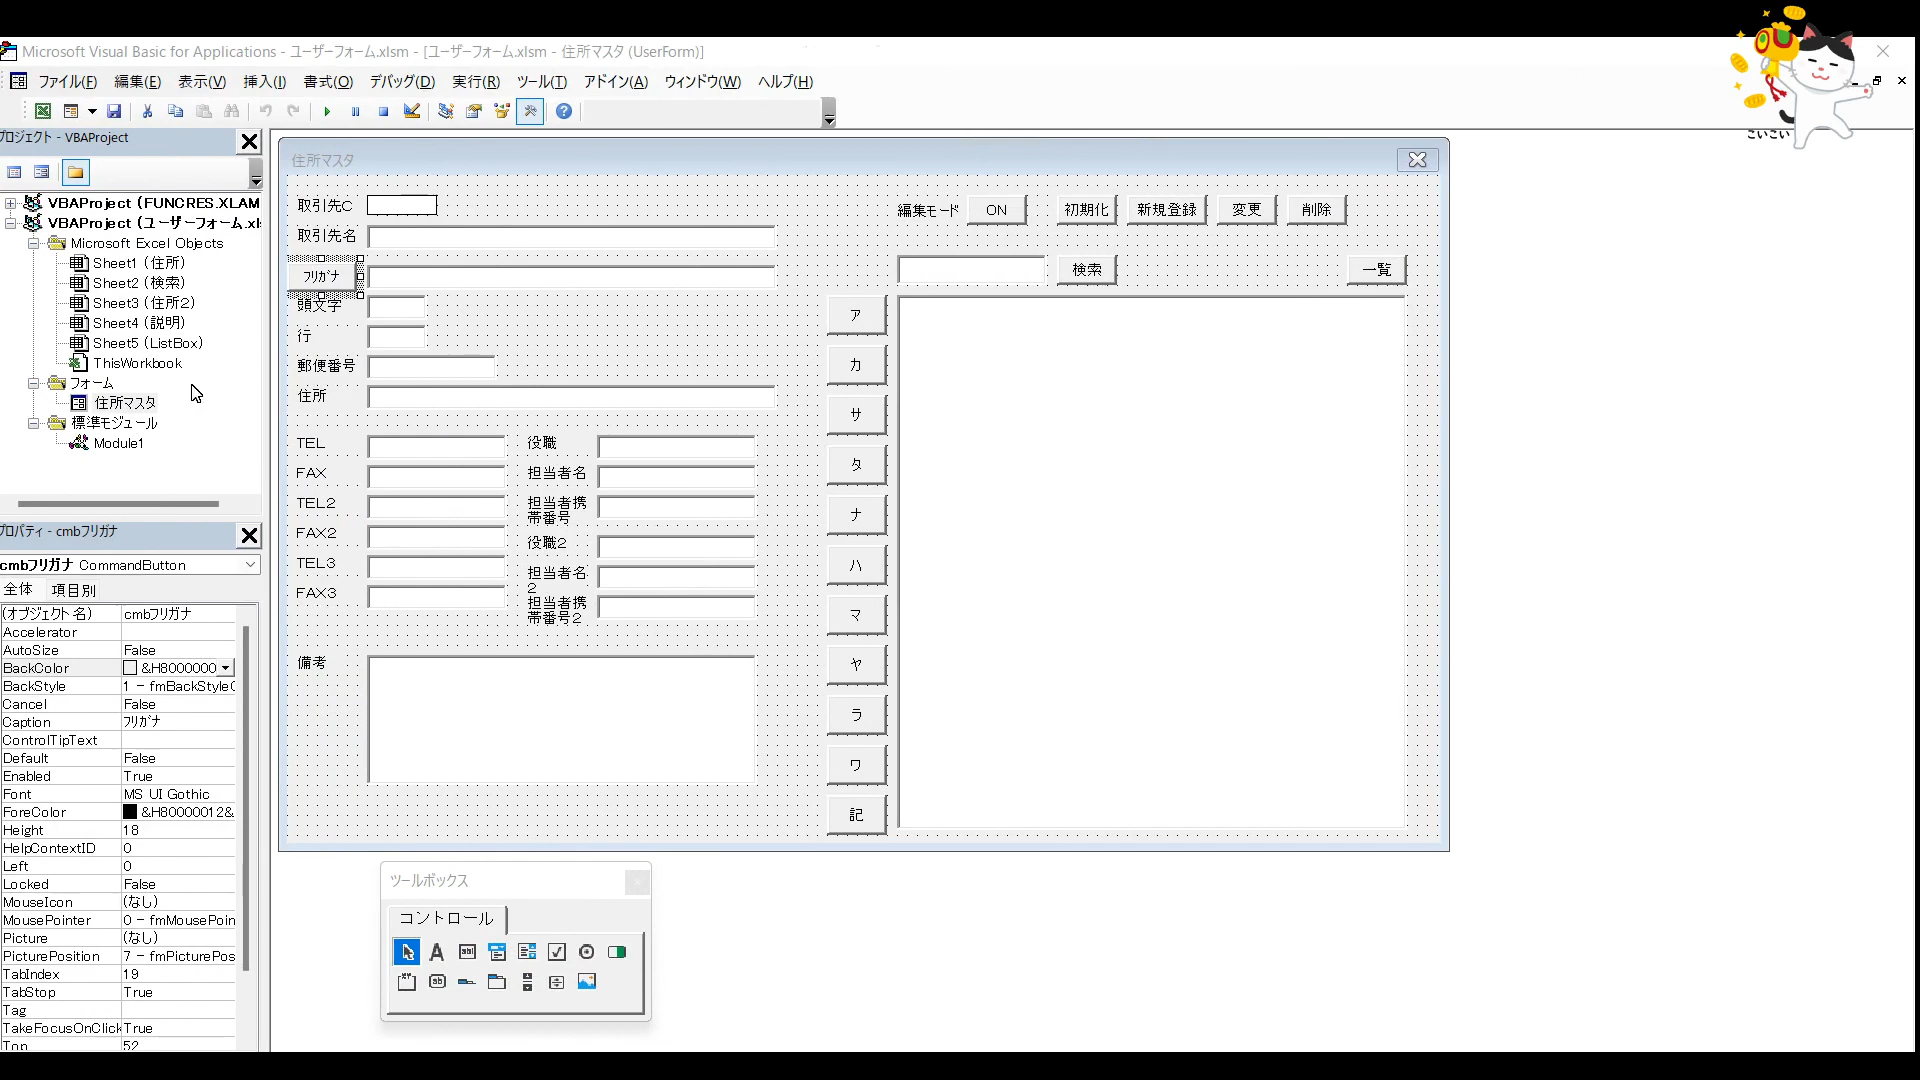 Microsoft Visual Basic for Applications - ユーザーフォーム.xlsm - [ユーザーフォーム.xlsm - 住所マスタ (UserForm)]
ファイル(F) 編集(E) 表示(V) 挿入(I) 書式(O) デバッグ(D) 実行(R) ツール(T) アドイン(A) ウィンドウ(W) ヘルプ(H)
こいこい
プロジェクト - VBAProject
VBAProject (FUNCRES.XLAM
VBAProject (ユーザーフォーム.xl
Microsoft Excel Objects
Sheet1 (住所)
Sheet2 (検索)
Sheet3 (住所2)
Sheet4 (説明)
Sheet5 (ListBox)
ThisWorkbook
フォーム
住所マスタ
標準モジュール
Module1
プロパティ - cmbフリガナ
cmbフリガナ CommandButton
全体 項目別
(オブジェクト名) cmbフリガナ
Accelerator
AutoSize False
BackColor &H8000000
BackStyle 1 - fmBackStyle
Cancel False
Caption フリガナ
ControlTipText
Default False
Enabled True
Font MS UI Gothic
ForeColor &H80000012&
Height 18
HelpContextID 0
Left 0
Locked False
MouseIcon (なし)
MousePointer 0 - fmMousePoin
Picture (なし)
PicturePosition 7 - fmPicturePos
TabIndex 19
TabStop True
Tag
TakeFocusOnClick True
Top 52
住所マスタ
取引先C
取引先名
フリガナ
頭文字
行
郵便番号
住所
TEL
FAX
TEL2
FAX2
TEL3
FAX3
役職
担当者名
担当者携
帯番号
役職2
担当者名
2
担当者携
帯番号2
備考
編集モード ON 初期化 新規登録 変更 削除
検索 一覧
ア
カ
サ
タ
ナ
ハ
マ
ヤ
ラ
ワ
記
ツールボックス
コントロール